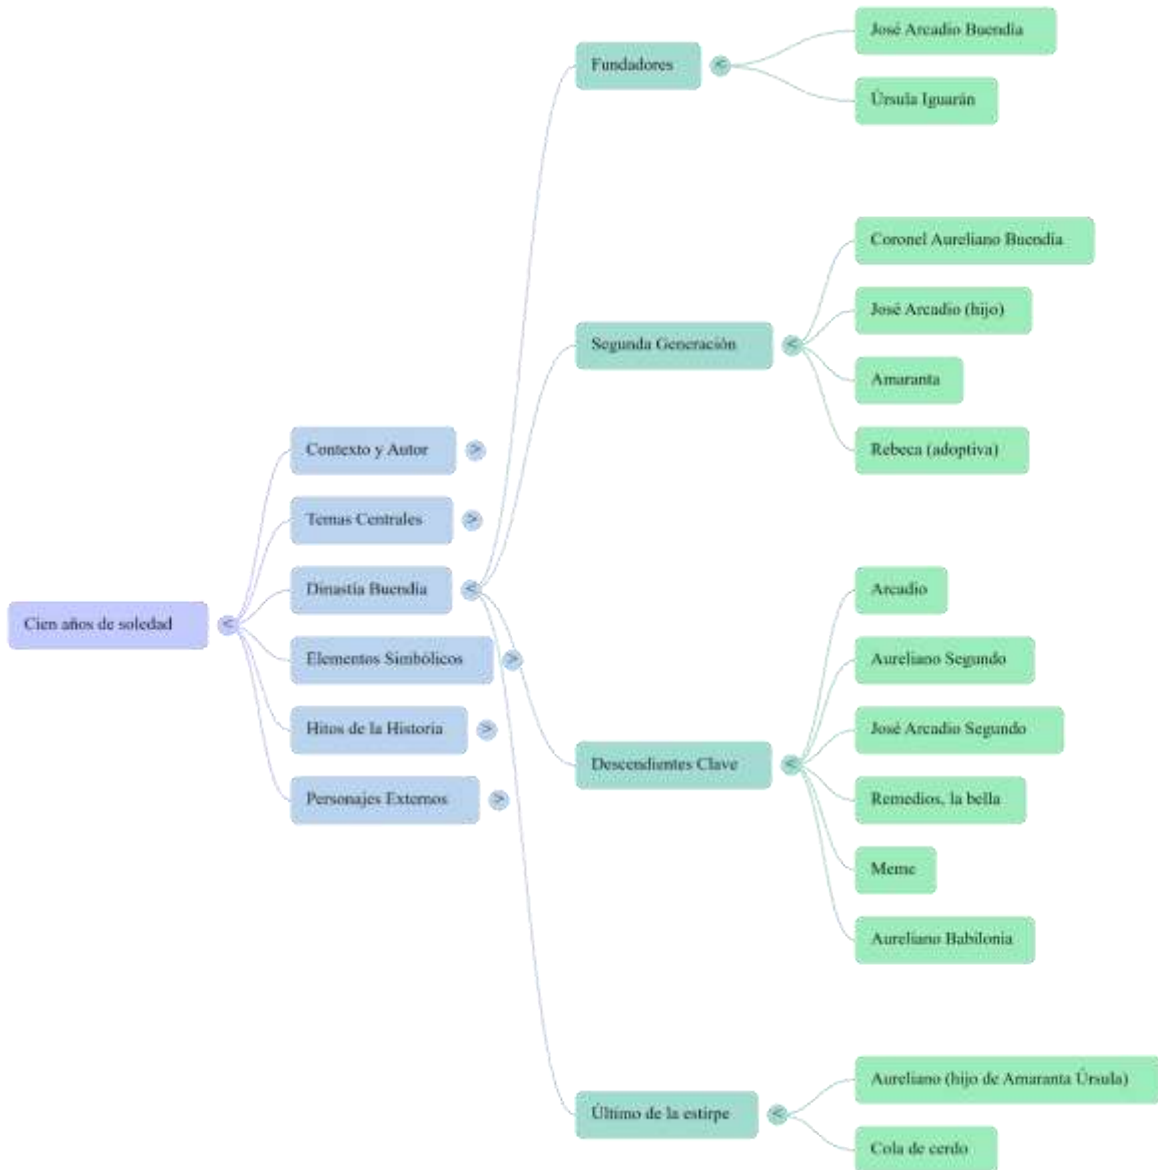 Cien años de soledad
Contexto y Autor
Temas Centrales
Dinastía Buendía
Elementos Simbólicos
Hitos de la Historia
Personajes Externos
Fundadores
José Arcadio Buendía
Úrsula Iguarán
Segunda Generación
Coronel Aureliano Buendía
José Arcadio (hijo)
Amaranta
Rebeca (adoptiva)
Descendientes Clave
Arcadio
Aureliano Segundo
José Arcadio Segundo
Remedios, la bella
Meme
Aureliano Babilonia
Último de la estirpe
Aureliano (hijo de Amaranta Úrsula)
Cola de cerdo